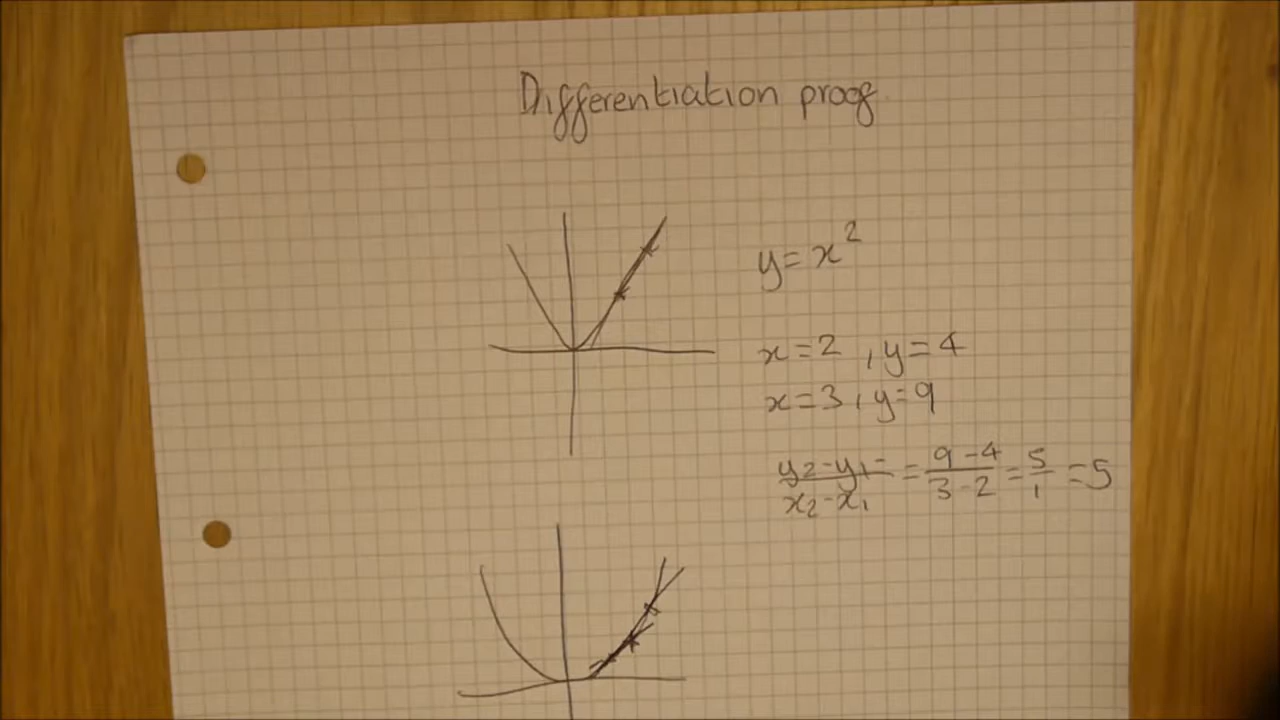 Differentiation proof
y = x²
x = 2 , y = 4
x = 3 , y = 9
y₂-y₁/x₂-x₁ = 9-4/3-2 = 5/1 = 5